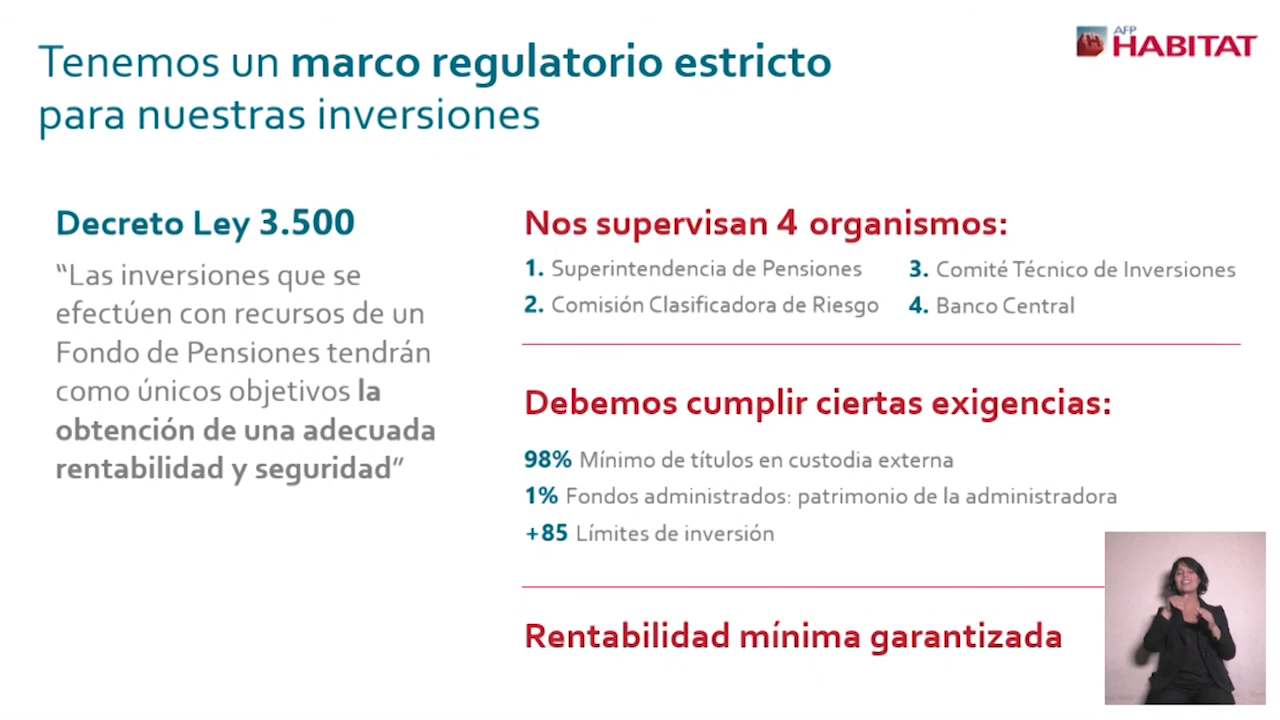 Tenemos un marco regulatorio estricto
para nuestras inversiones
AFP
HABITAT
Decreto Ley 3.500
“Las inversiones que se
efectúen con recursos de un
Fondo de Pensiones tendrán
como únicos objetivos la
obtención de una adecuada
rentabilidad y seguridad”
Nos supervisan 4 organismos:
1. Superintendencia de Pensiones
2. Comisión Clasificadora de Riesgo
3. Comité Técnico de Inversiones
4. Banco Central
Debemos cumplir ciertas exigencias:
98% Mínimo de títulos en custodia externa
1% Fondos administrados: patrimonio de la administradora
+85 Límites de inversión
Rentabilidad mínima garantizada